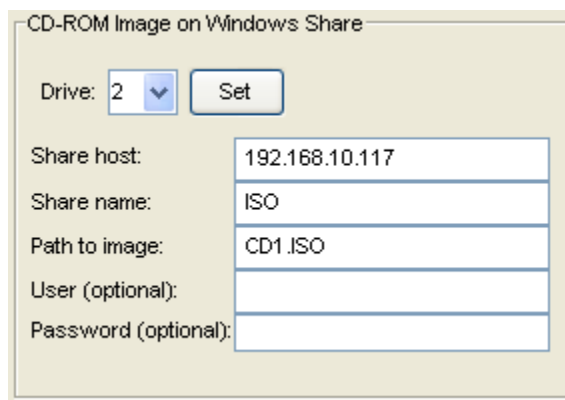 CD-ROM Image on Windows Share
Drive: 2 Set
Share host: 192.168.10.117
Share name: ISO
Path to image: CD1.ISO
User (optional):
Password (optional):